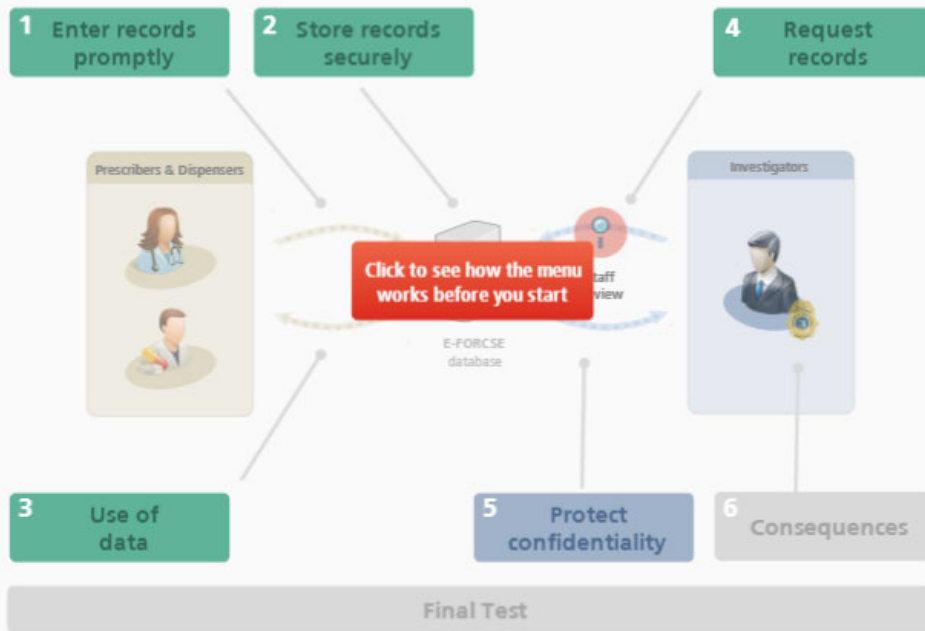 1 Enter records
promptly
2 Store records
securely
4 Request
records
Prescribers & Dispensers
Investigators
Click to see how the menu
works before you start
taff
view
E-FORCSE
database
3 Use of
data
5 Protect
confidentiality
6 Consequences
Final Test